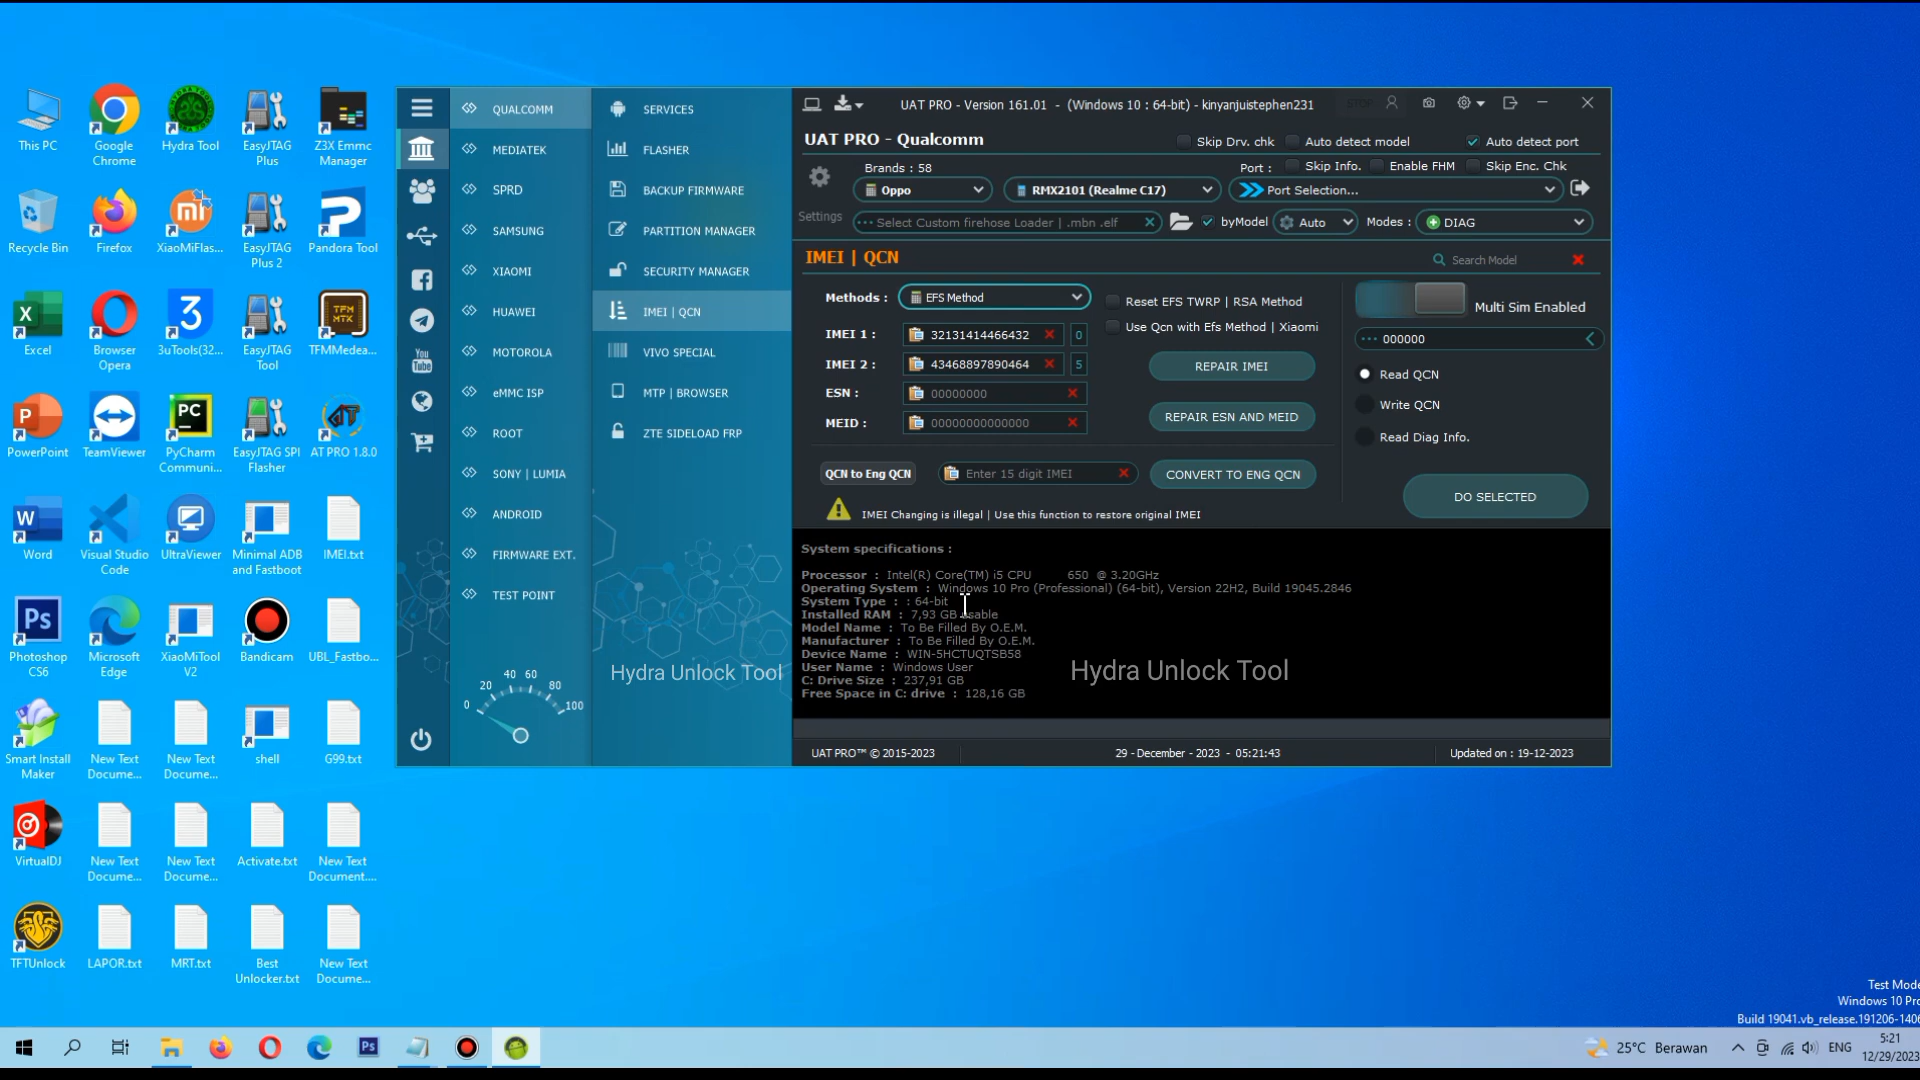 This PC
Google
Chrome
Hydra Tool
EasyJTAG
Plus
Z3X Emmc
Manager
Recycle Bin
Firefox
XiaoMiFlas...
EasyJTAG
Plus 2
Pandora Tool
Excel
Browser
Opera
3uTools(32...
EasyJTAG
Tool
TFMMedea...
PowerPoint
TeamViewer
PyCharm
Communi...
EasyJTAG SPI
Flasher
AT PRO 1.8.0
Word
Visual Studio
Code
UltraViewer
Minimal ADB
and Fastboot
IMEI.txt
Photoshop
CS6
Microsoft
Edge
XiaoMiTool
V2
Bandicam
UBL_Fastbo...
Smart Install
Maker
New Text
Docume...
New Text
Docume...
shell
G99.txt
VirtualDJ
New Text
Docume...
New Text
Docume...
Activate.txt
New Text
Document....
TFTUnlock
LAPOR.txt
MRT.txt
Best
Unlocker.txt
New Text
Docume...
QUALCOMM
MEDIATEK
SPRD
SAMSUNG
XIAOMI
HUAWEI
MOTOROLA
eMMC ISP
ROOT
SONY | LUMIA
ANDROID
FIRMWARE EXT.
TEST POINT
0 20 40 60 80 100
SERVICES
FLASHER
BACKUP FIRMWARE
PARTITION MANAGER
SECURITY MANAGER
IMEI | QCN
VIVO SPECIAL
MTP | BROWSER
ZTE SIDELOAD FRP
Hydra Unlock Tool
UAT PRO - Version 161.01 - (Windows 10 : 64-bit) - kinyanjuistephen231
STOP
UAT PRO - Qualcomm
Skip Drv. chk
Auto detect model
Auto detect port
Brands : 58
Port :
Skip Info.
Enable FHM
Skip Enc. Chk
Oppo
RMX2101 (Realme C17)
Port Selection...
Settings
Select Custom firehose Loader | .mbn .elf
byModel
Auto
Modes :
DIAG
IMEI | QCN
Search Model
Methods :
EFS Method
Reset EFS TWRP | RSA Method
Use Qcn with Efs Method | Xiaomi
Multi Sim Enabled
IMEI 1 :
32131414466432
0
000000
IMEI 2 :
43468897890464
5
REPAIR IMEI
Read QCN
ESN :
00000000
Write QCN
MEID :
00000000000000
REPAIR ESN AND MEID
Read Diag Info.
QCN to Eng QCN
Enter 15 digit IMEI
CONVERT TO ENG QCN
DO SELECTED
IMEI Changing is illegal | Use this function to restore original IMEI
System specifications :
Processor : Intel(R) Core(TM) i5 CPU 650 @ 3.20GHz
Operating System : Windows 10 Pro (Professional) (64-bit), Version 22H2, Build 19045.2846
System Type : : 64-bit
Installed RAM : 7,93 GB usable
Model Name : To Be Filled By O.E.M.
Manufacturer : To Be Filled By O.E.M.
Device Name : WIN-5HCTUQTSB58
User Name : Windows User
C: Drive Size : 237,91 GB
Free Space in C: drive : 128,16 GB
Hydra Unlock Tool
UAT PRO™ © 2015-2023
29 - December - 2023 - 05:21:43
Updated on : 19-12-2023
Test Mode
Windows 10 Pro
Build 19041.vb_release.191206-1406
25°C Berawan
ENG
5:21
12/29/2023